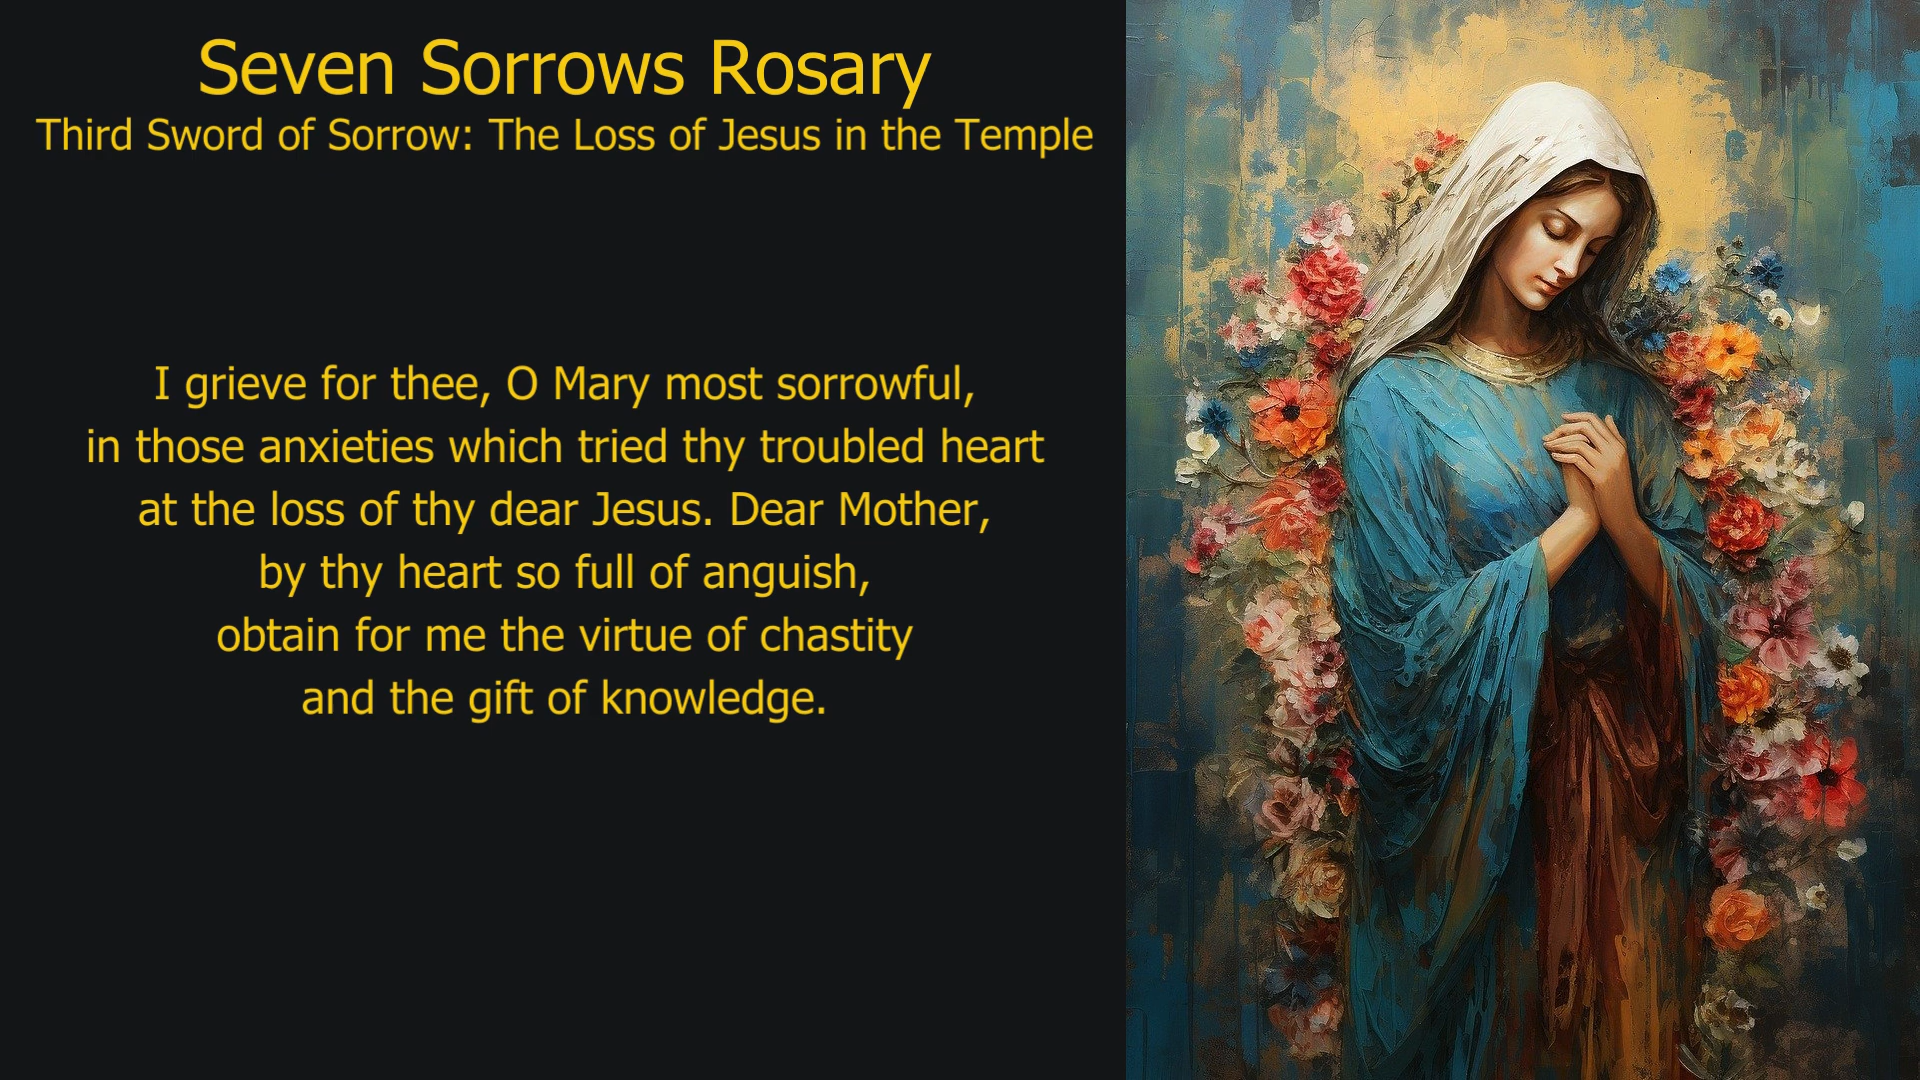 Seven Sorrows Rosary
Third Sword of Sorrow: The Loss of Jesus in the Temple
I grieve for thee, O Mary most sorrowful,
in those anxieties which tried thy troubled heart
at the loss of thy dear Jesus. Dear Mother,
by thy heart so full of anguish,
obtain for me the virtue of chastity
and the gift of knowledge.